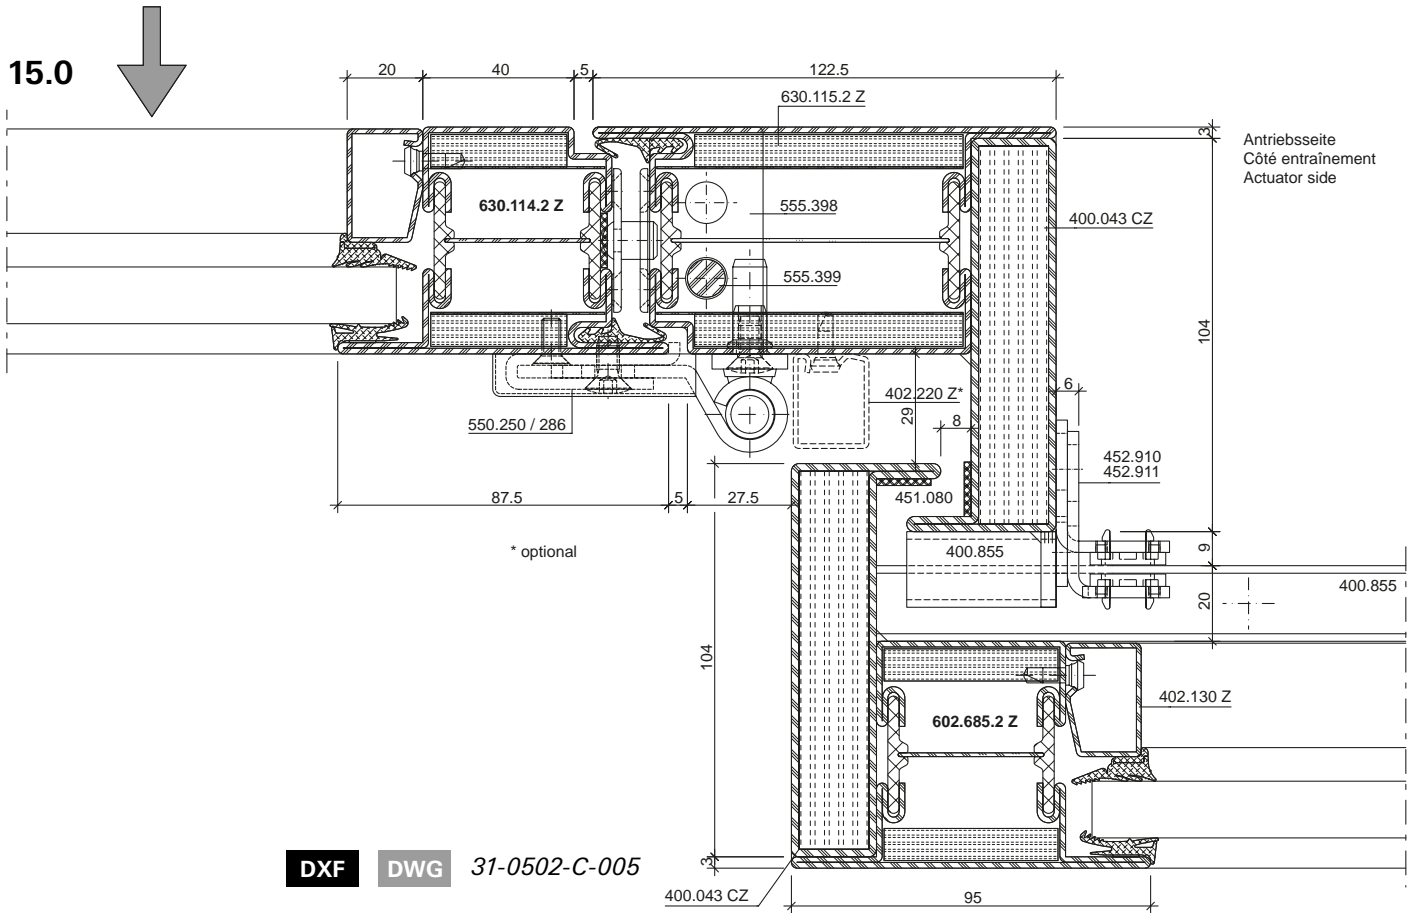 15.0
20
40
5
122.5
630.115.2 Z
3
Antriebsseite
Côté entraînement
Actuator side
630.114.2 Z
555.398
400.043 CZ
555.399
104
402.220 Z*
6
29
8
550.250 / 286
452.910
452.911
87.5
5
27.5
451.080
* optional
400.855
9
400.855
20
104
402.130 Z
602.685.2 Z
DXF
DWG
31-0502-C-005
3
400.043 CZ
95